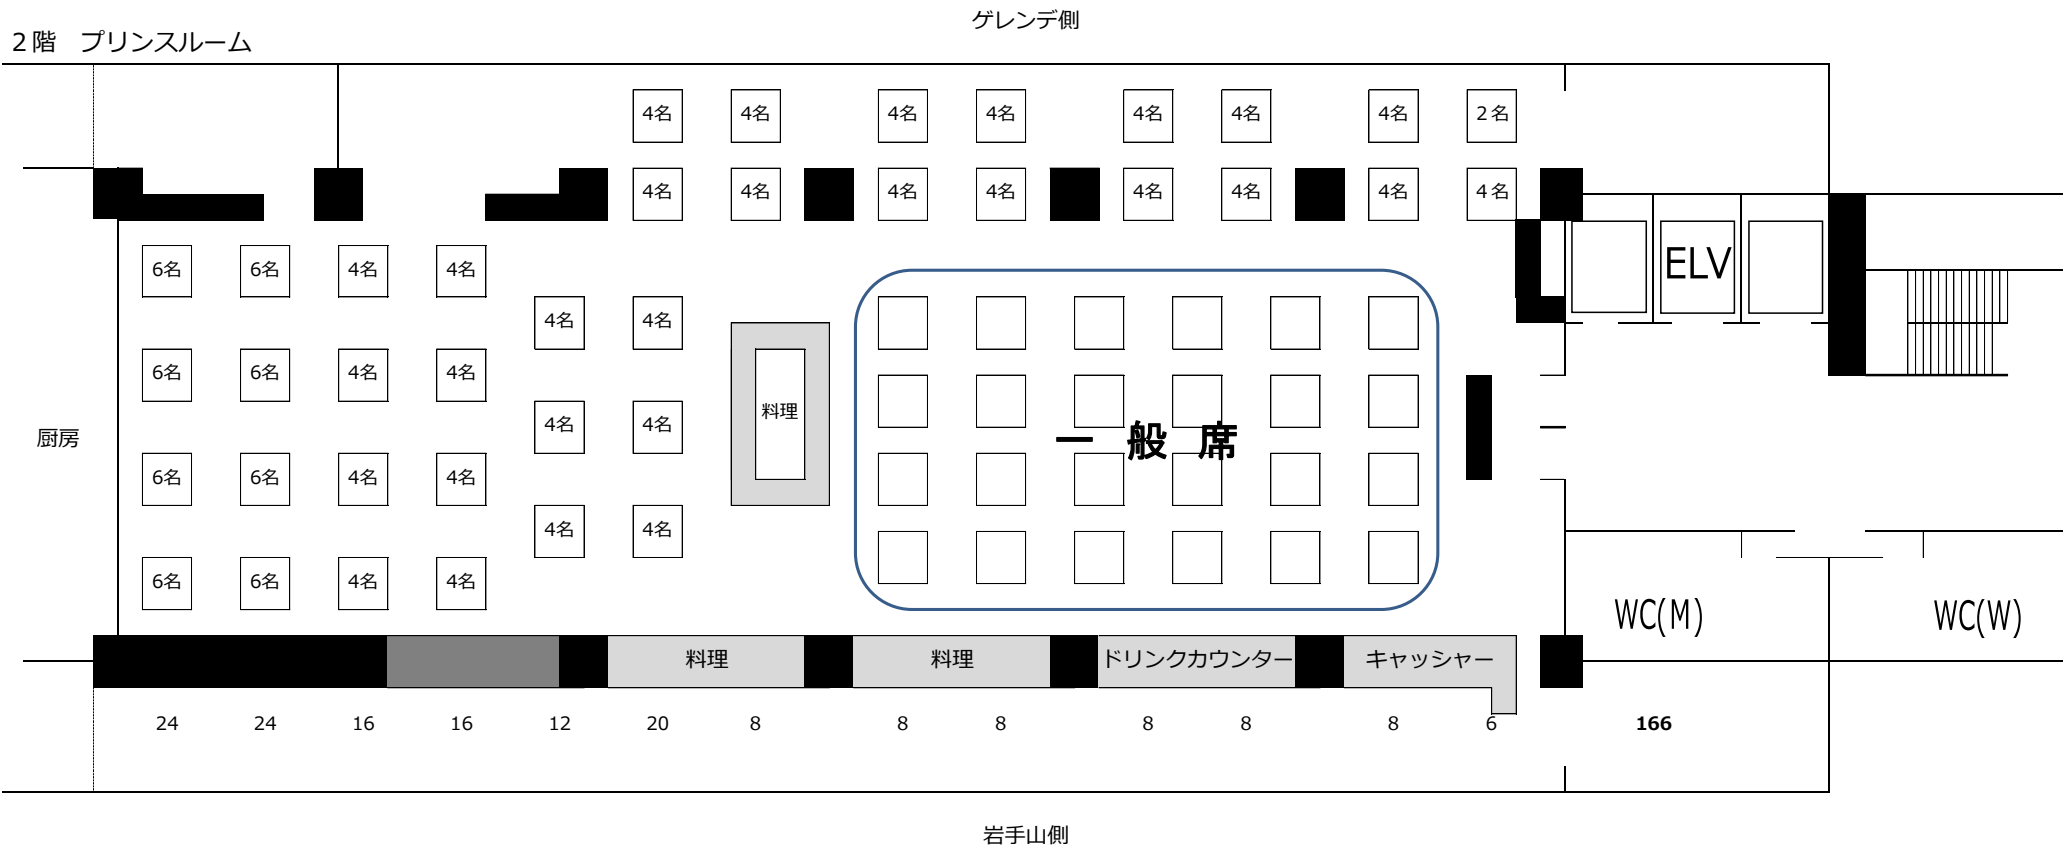 ゲレンデ側
２階　プリンスルーム
4名 4名 4名 4名 4名 4名 4名 2名
4名 4名 4名 4名 4名 4名 4名 4名
6名 6名 4名 4名
ELV
4名 4名
6名 6名 4名 4名
料理
4名 4名
厨房
一 般 席
6名 6名 4名 4名
4名 4名
6名 6名 4名 4名
WC(M) WC(W)
料理 料理 ドリンクカウンター キャッシャー
24 24 16 16 12 20 8 8 8 8 8 8 6 166
岩手山側